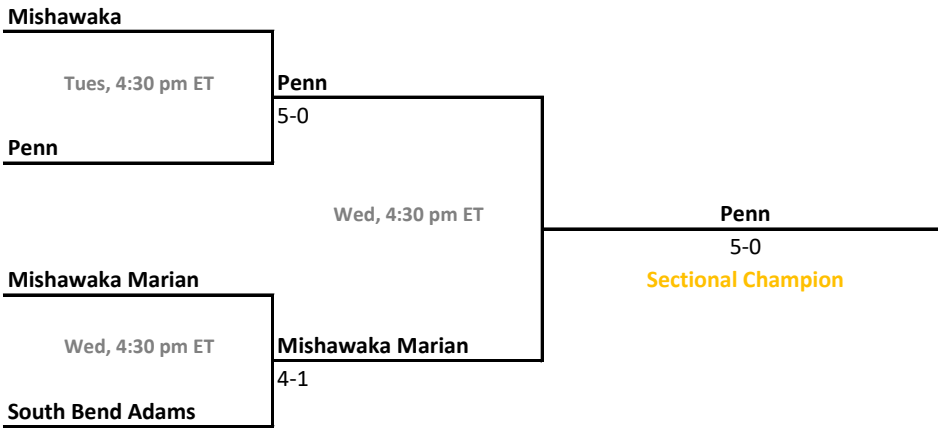 Mishawaka
Tues, 4:30 pm ET
Penn
5-0
Penn
Wed, 4:30 pm ET
Penn
5-0
Sectional Champion
Mishawaka Marian
Wed, 4:30 pm ET
Mishawaka Marian
4-1
South Bend Adams